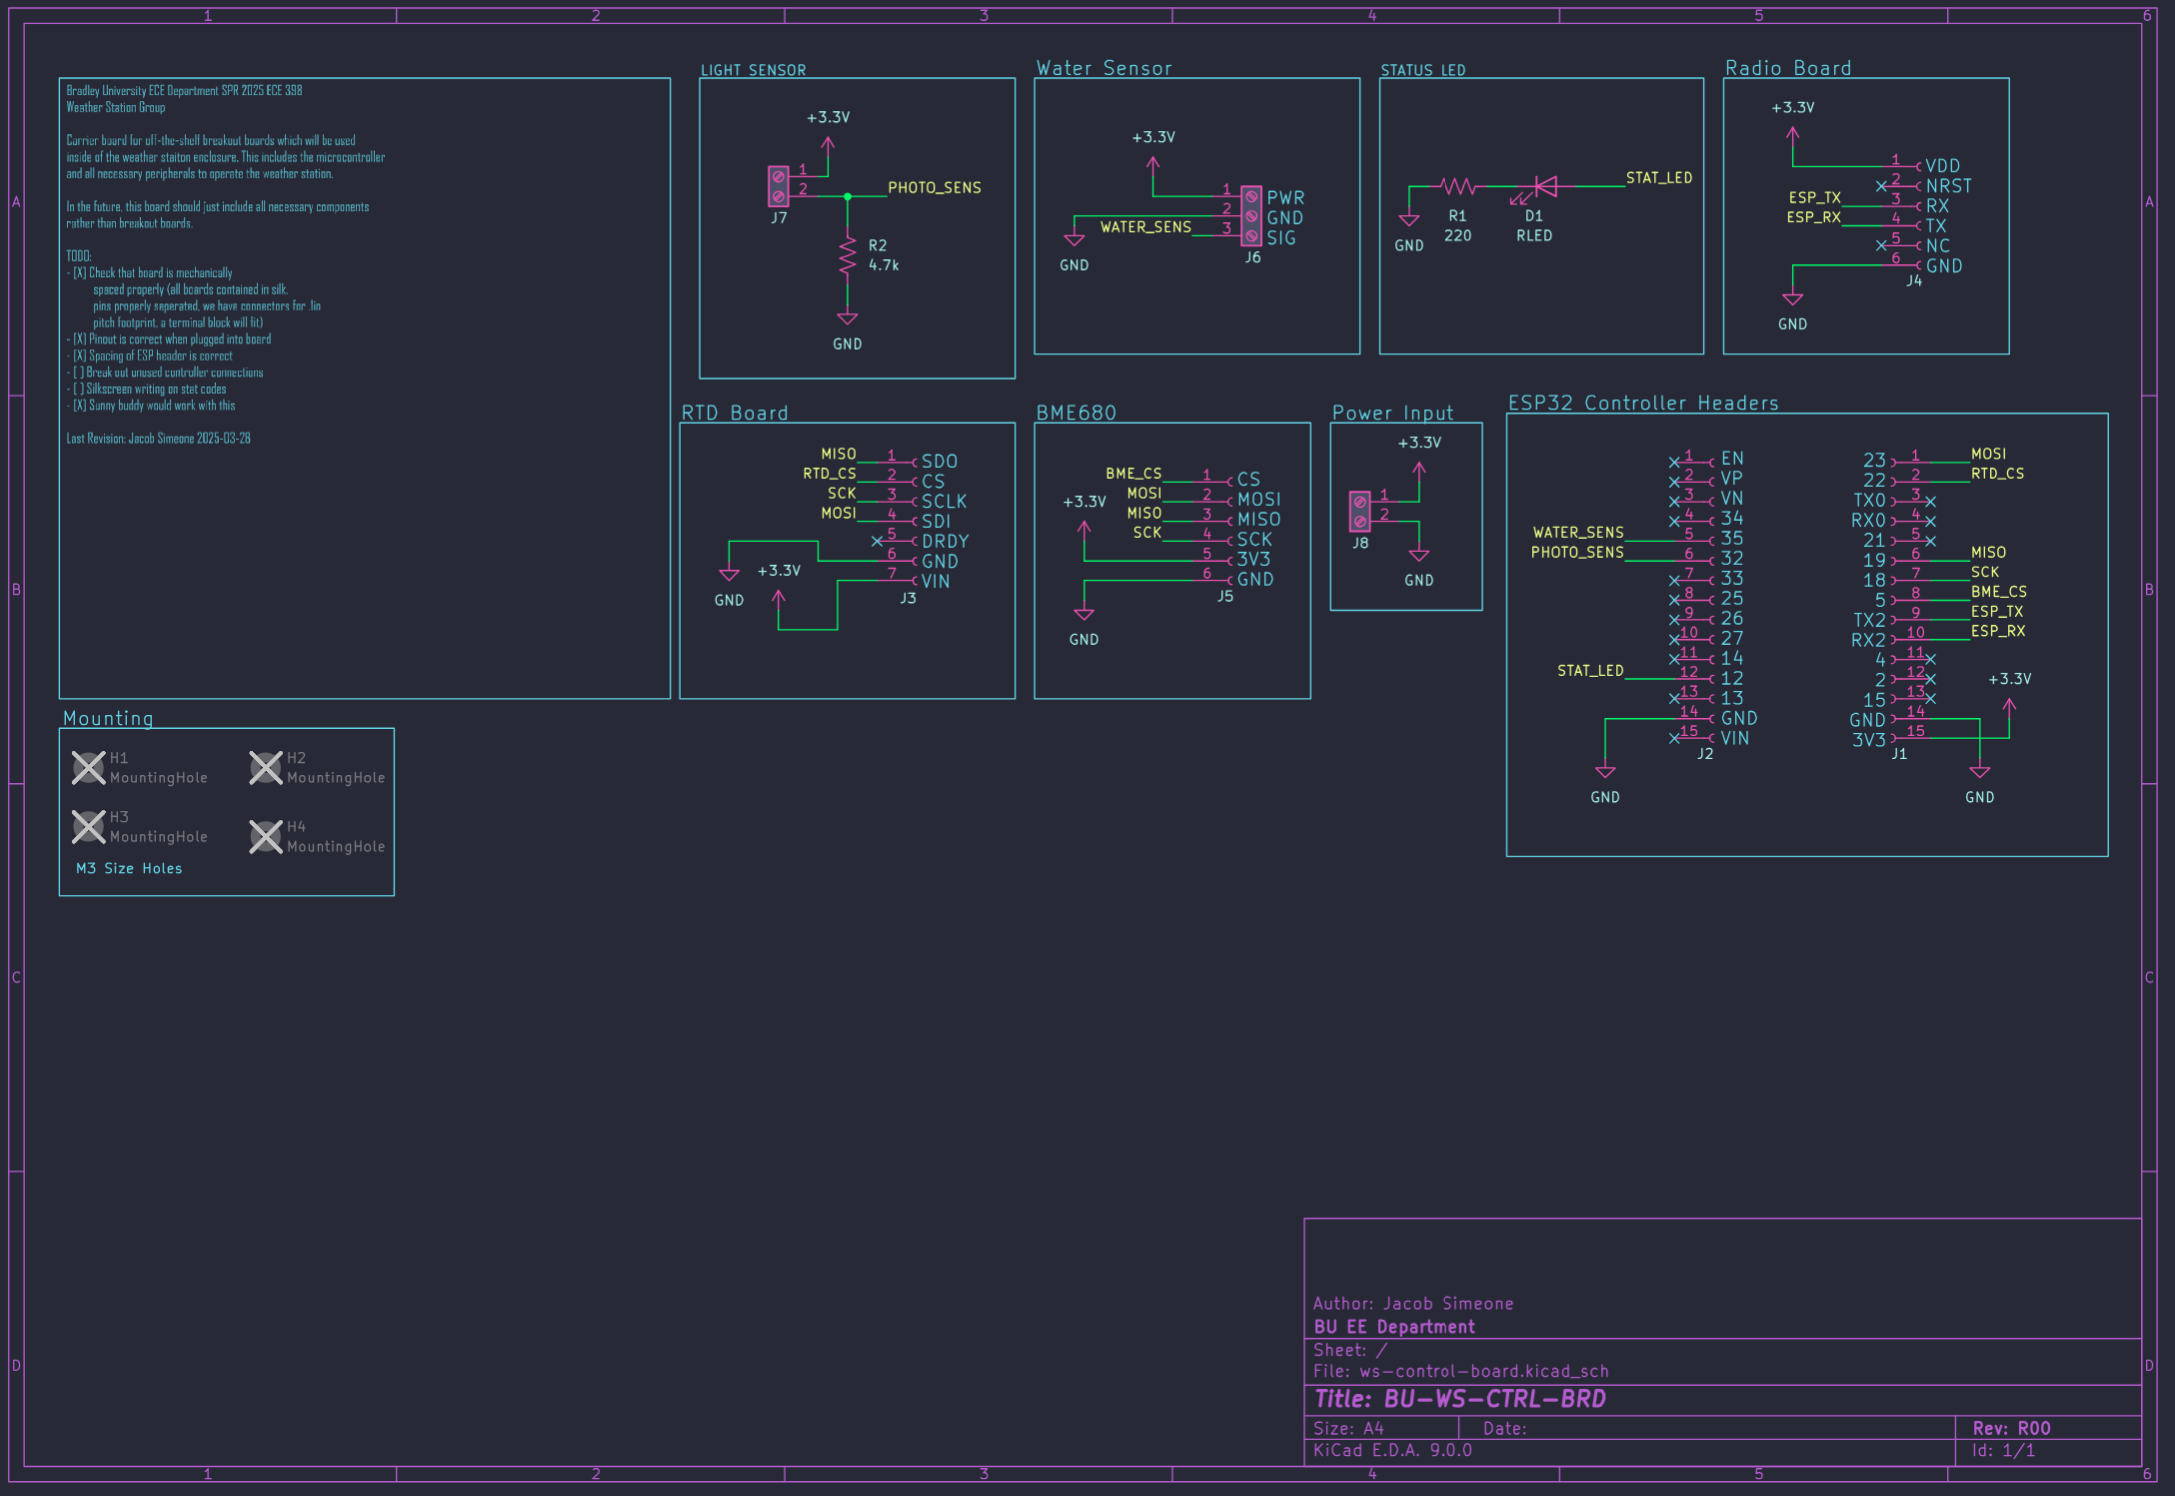 1 2 3 4 5 6
A
B
C
D
Bradley University ECE Department SPR 2025 ECE 398
Weather Station Group
Carrier board for off-the-shelf breakout boards which will be used
inside of the weather staiton enclosure. This includes the microcontroller
and all necessary peripherals to operate the weather station.
In the future, this board should just include all necessary components
rather than breakout boards.
TODO:
- [X] Check that board is mechanically
spaced properly (all boards contained in silk,
pins properly seperated, we have connectors for .1in
pitch footprint, a terminal block will fit)
- [X] Pinout is correct when plugged into board
- [X] Spacing of ESP header is correct
- [ ] Break out unused controller connections
- [ ] Silkscreen writing on stat codes
- [X] Sunny buddy would work with this
Last Revision: Jacob Simeone 2025-03-28
LIGHT SENSOR
+3.3V
1
2
PHOTO_SENS
J7
R2
4.7k
GND
Water Sensor
+3.3V
1 PWR
2 GND
WATER_SENS 3 SIG
J6
GND
STATUS LED
STAT_LED
R1
220
D1
RLED
GND
Radio Board
+3.3V
1 VDD
2 NRST
ESP_TX 3 RX
ESP_RX 4 TX
5 NC
6 GND
J4
GND
RTD Board
MISO 1 SDO
RTD_CS 2 CS
SCK 3 SCLK
MOSI 4 SDI
5 DRDY
6 GND
7 VIN
+3.3V
GND
J3
BME680
BME_CS 1 CS
MOSI 2 MOSI
MISO 3 MISO
SCK 4 SCK
5 3V3
6 GND
+3.3V
J5
GND
Power Input
+3.3V
1
2
J8
GND
ESP32 Controller Headers
1 EN
2 VP
3 VN
4 34
WATER_SENS 5 35
PHOTO_SENS 6 32
7 33
8 25
9 26
10 27
11 14
STAT_LED 12 12
13 13
14 GND
15 VIN
J2
GND
23 1 MOSI
22 2 RTD_CS
TX0 3
RX0 4
21 5
19 6 MISO
18 7 SCK
5 8 BME_CS
TX2 9 ESP_TX
RX2 10 ESP_RX
4 11
2 12
15 13
GND 14
3V3 15
+3.3V
J1
GND
Mounting
H1
MountingHole
H2
MountingHole
H3
MountingHole
H4
MountingHole
M3 Size Holes
Author: Jacob Simeone
BU EE Department
Sheet: /
File: ws-control-board.kicad_sch
Title: BU-WS-CTRL-BRD
Size: A4 Date: Rev: R00
KiCad E.D.A. 9.0.0 Id: 1/1
A
B
C
D
1 2 3 4 5 6